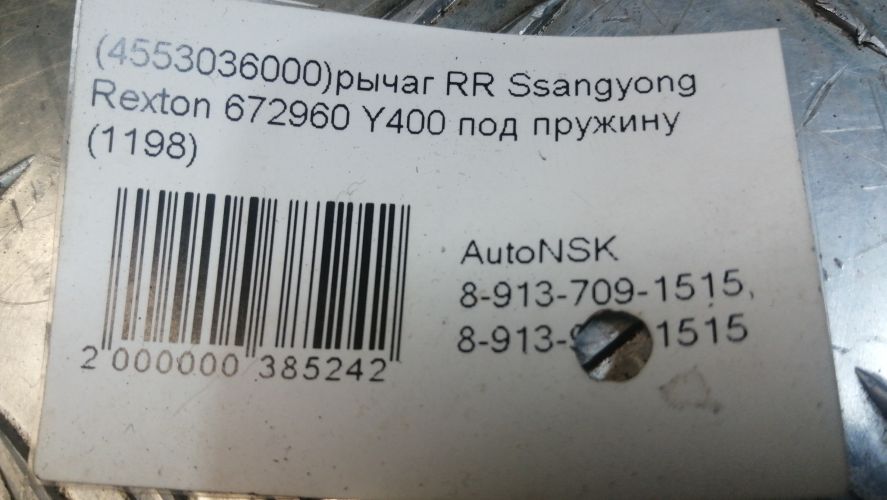 (4553036000)рычаг RR Ssangyong
Rexton 672960 Y400 под пружину
(1198)
AutoNSK
8-913-709-1515,
8-913- 1515
2 000000 385242